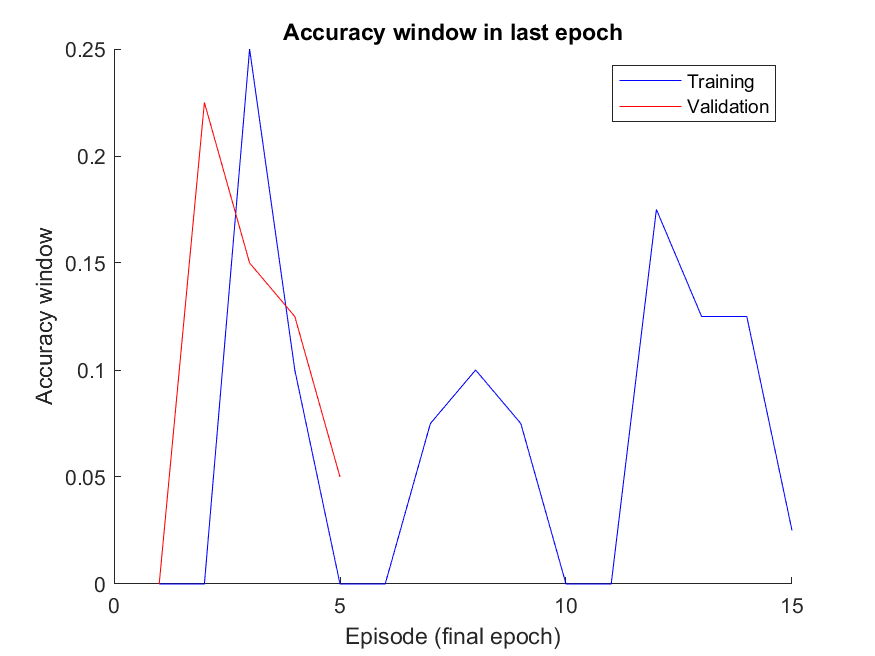 Accuracy window in last epoch
Training
Validation
Accuracy window
0.25
0.2
0.15
0.1
0.05
0
0 5 10 15
Episode (final epoch)